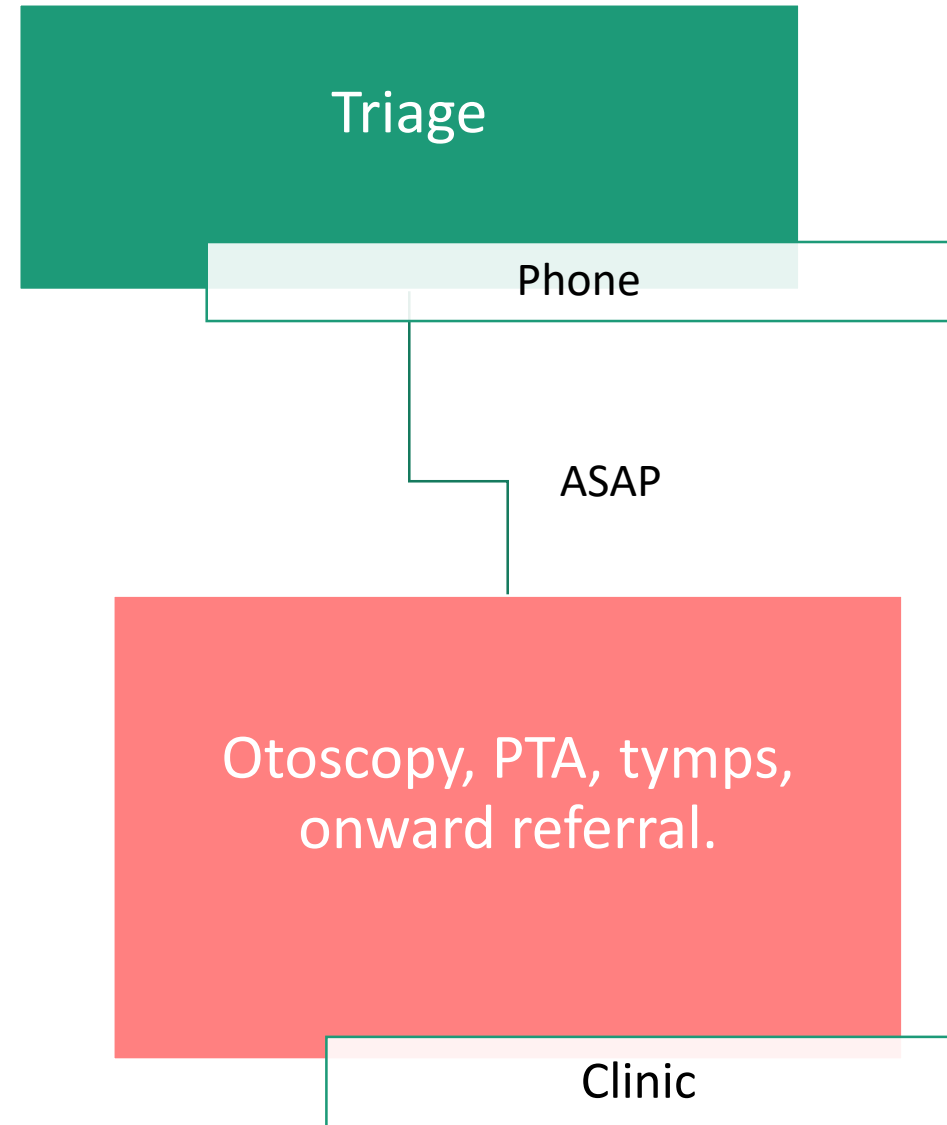 Triage
Phone
ASAP
Otoscopy, PTA, tymps,
onward referral.
Clinic